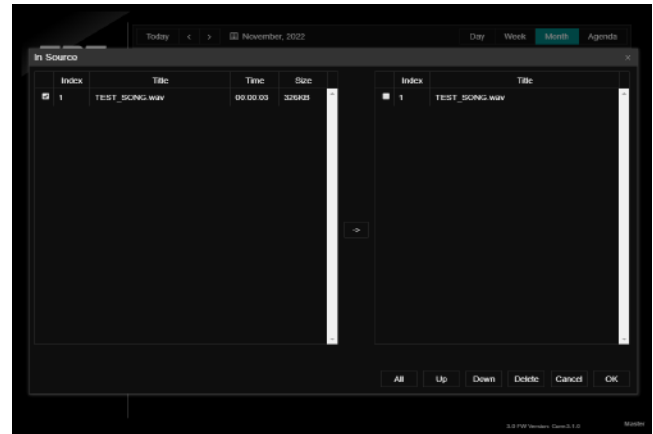 Today < > November, 2022 Day Week Month Agenda
In Source ×
Index Title Time Size Index Title
1 TEST_SONG.wav 00:00:03 326KB 1 TEST_SONG.wav
->
All Up Down Delete Cancel OK
Master